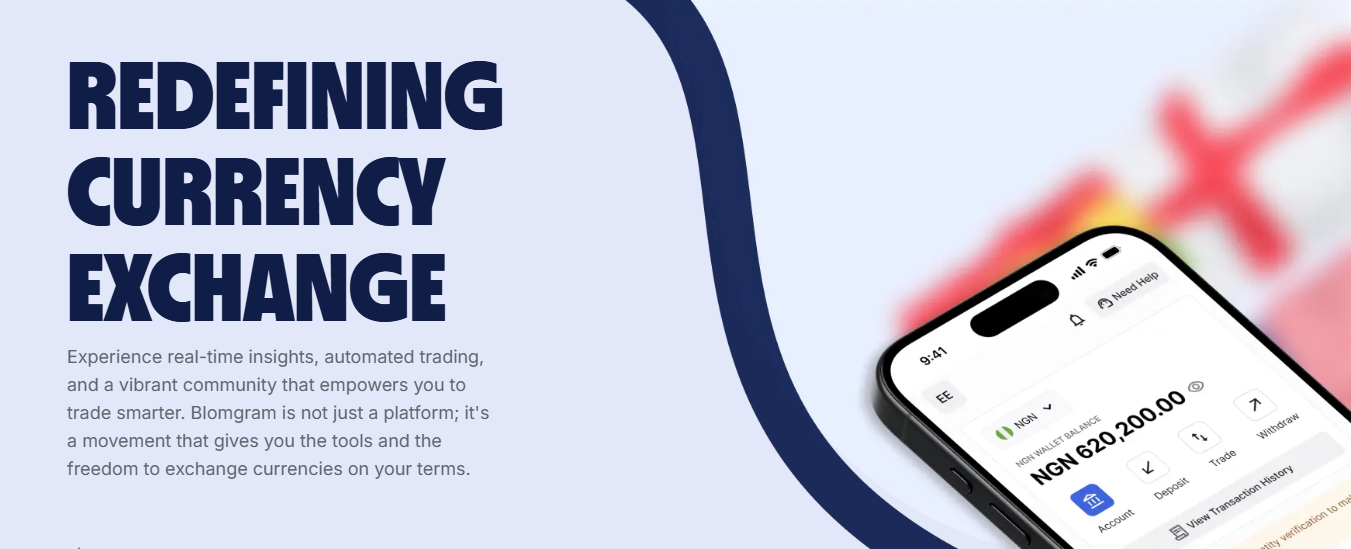 REDEFINING
CURRENCY
EXCHANGE
Experience real-time insights, automated trading,
and a vibrant community that empowers you to
trade smarter. Blomgram is not just a platform; it's
a movement that gives you the tools and the
freedom to exchange currencies on your terms.
9:41
Need Help
EE
NGN
NGN WALLET BALANCE
NGN 620,200.00
Account
Deposit
Trade
Withdraw
View Transaction History
verification to